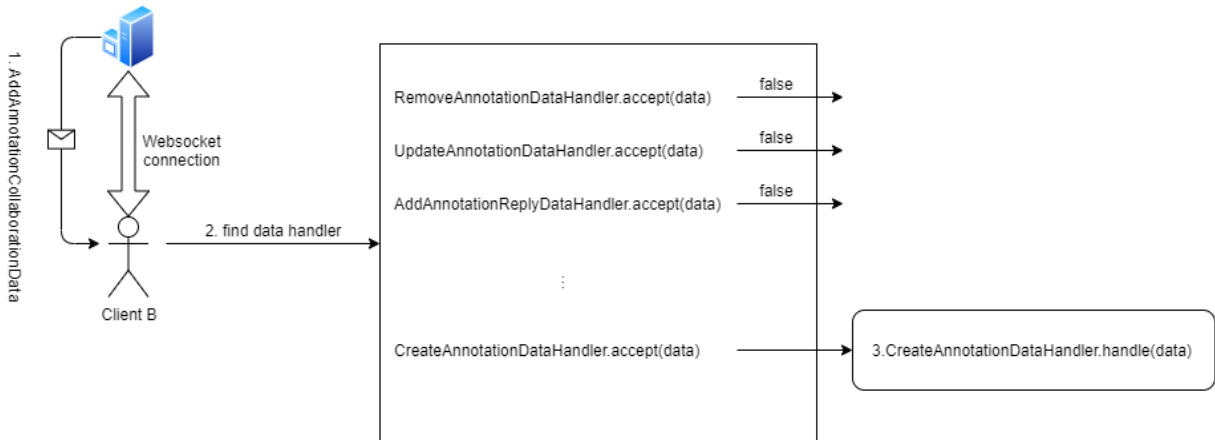 1. AddAnnotationCollaborationData
Websocket
connection
Client B
2. find data handler
RemoveAnnotationDataHandler.accept(data)
false
UpdateAnnotationDataHandler.accept(data)
false
AddAnnotationReplyDataHandler.accept(data)
false
⋮
CreateAnnotationDataHandler.accept(data)
3.CreateAnnotationDataHandler.handle(data)